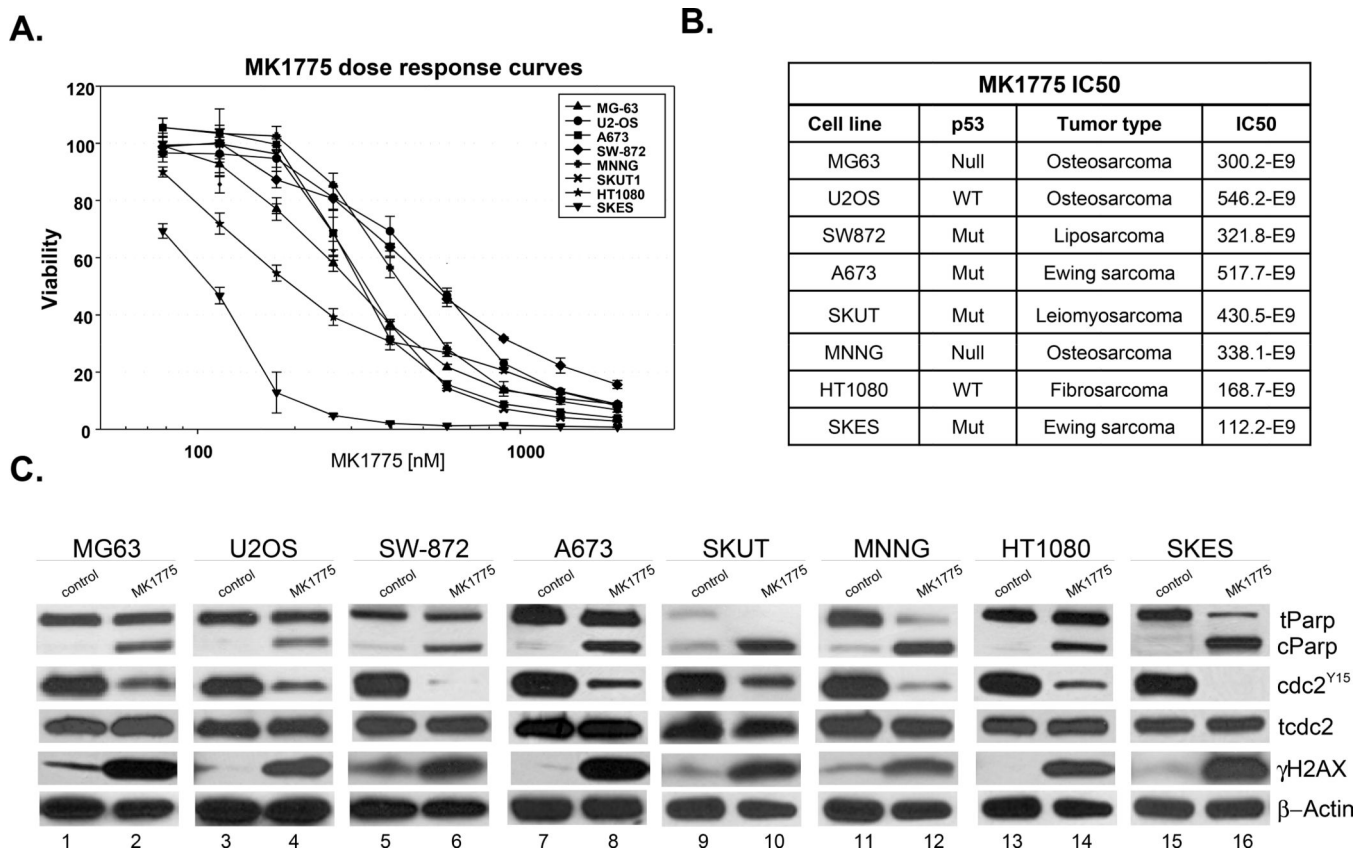 A.
MK1775 dose response curves
120
100
80
60
40
20
0
Viability
100
1000
MK1775 [nM]
MG-63
U2-OS
A673
SW-872
MNNG
SKUT1
HT1080
SKES
B.
MK1775 IC50
Cell line p53 Tumor type IC50
MG63 Null Osteosarcoma 300.2-E9
U2OS WT Osteosarcoma 546.2-E9
SW872 Mut Liposarcoma 321.8-E9
A673 Mut Ewing sarcoma 517.7-E9
SKUT Mut Leiomyosarcoma 430.5-E9
MNNG Null Osteosarcoma 338.1-E9
HT1080 WT Fibrosarcoma 168.7-E9
SKES Mut Ewing sarcoma 112.2-E9
C.
MG63 U2OS SW-872 A673 SKUT MNNG HT1080 SKES
control MK1775 control MK1775 control MK1775 control MK1775 control MK1775 control MK1775 control MK1775 control MK1775
tParp
cParp
cdc2Y15
tcdc2
γH2AX
β–Actin
1 2 3 4 5 6 7 8 9 10 11 12 13 14 15 16